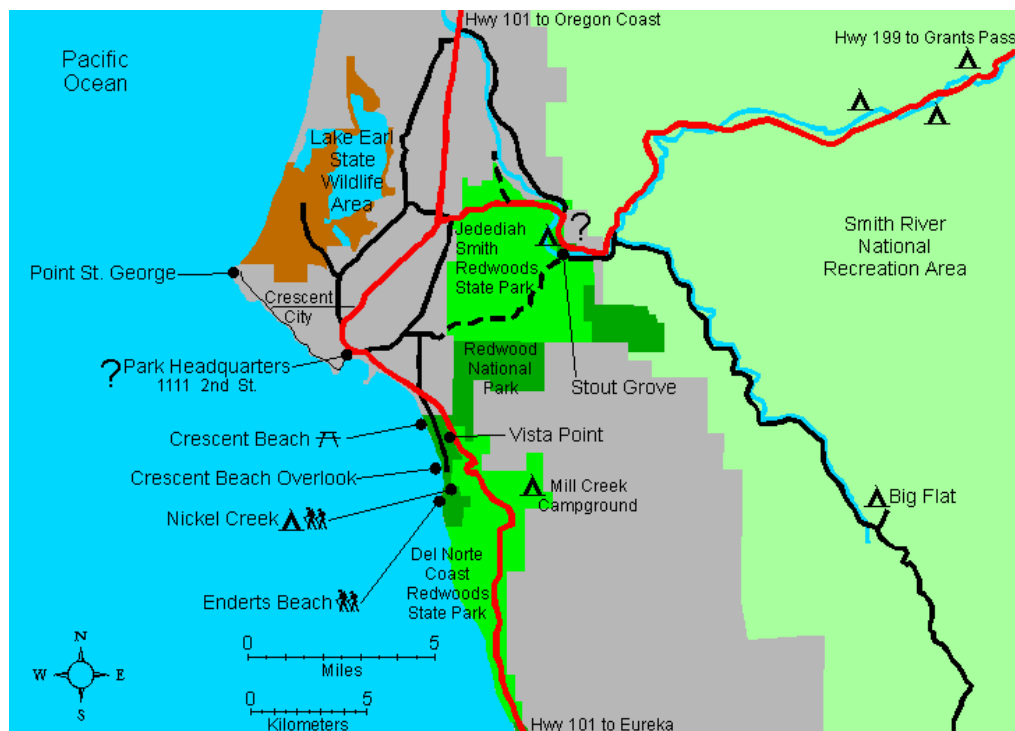 Hwy 101 to Oregon Coast
Hwy 199 to Grants Pass
Pacific
Ocean
Lake Earl
State
Wildlife
Area
?
Jedediah
Smith
Redwoods
State Park
Smith River
National
Recreation Area
Point St. George
Crescent
City
? Park Headquarters
1111 2nd St.
Redwood
National
Park
Stout Grove
Crescent Beach
Vista Point
Crescent Beach Overlook
Mill Creek
Campground
Big Flat
Nickel Creek
Del Norte
Coast
Redwoods
State Park
Enderts Beach
0 5
Miles
N
W E
S
0 5
Kilometers
Hwy 101 to Eureka